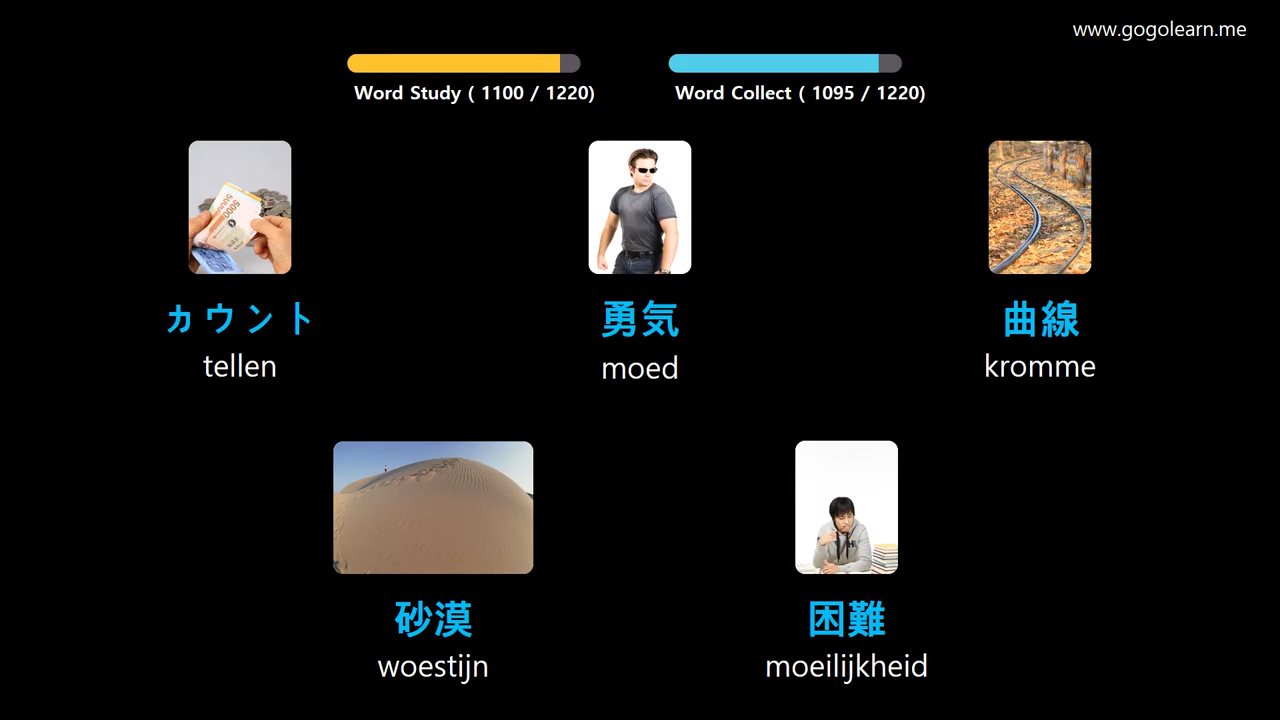 www.gogolearn.me
Word Study ( 1100 / 1220)
Word Collect ( 1095 / 1220)
カウント
tellen
勇気
moed
曲線
kromme
砂漠
woestijn
困難
moeilijkheid